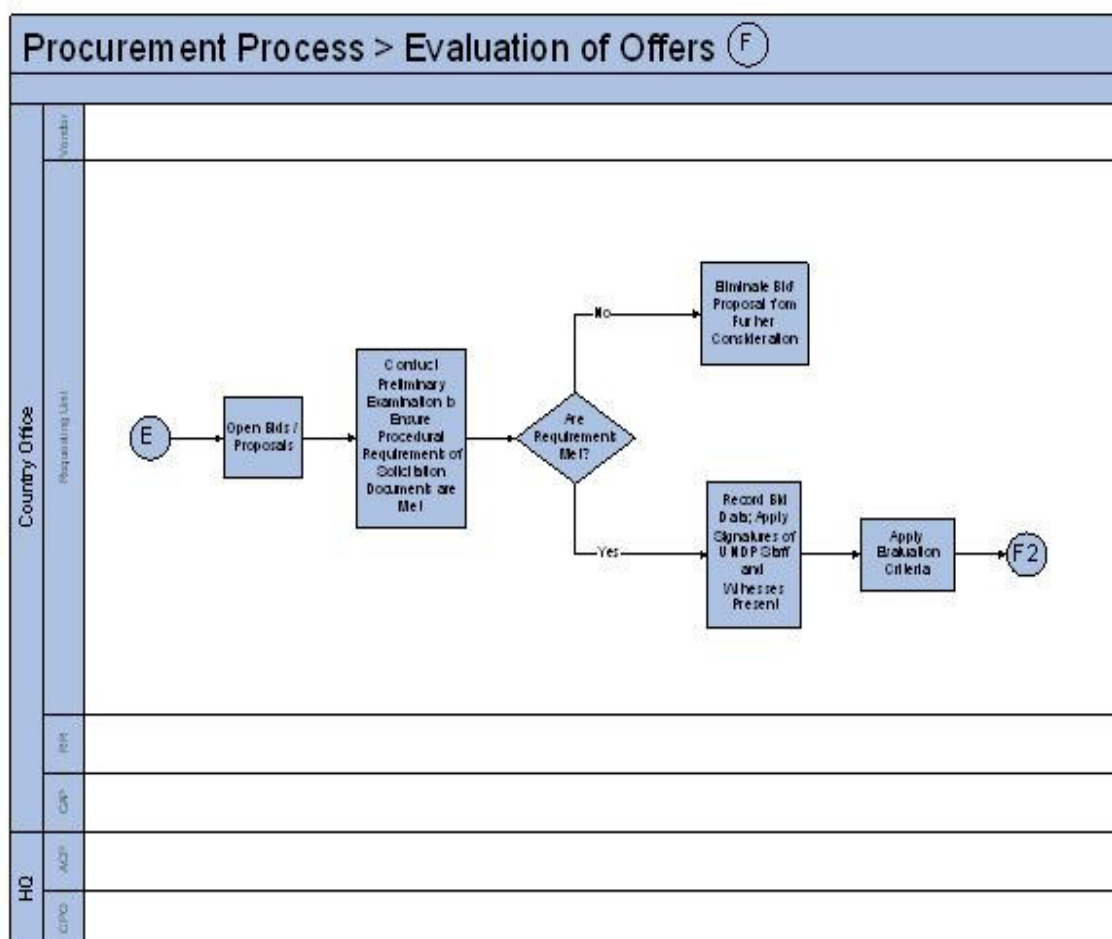 Procurement Process > Evaluation of Offers F
Vendor
Country Office
Requesting Unit
E
Open Bids /
Proposals
Conduct
Preliminary
Examination to
Ensure
Procedural
Requirements of
Solicitation
Documents are
Met
Are
Requirements
Met?
No
Eliminate Bid/
Proposal from
Further
Consideration
Yes
Record Bid
Data; Apply
Signatures of
UNDP Staff
and
Witnesses
Present
Apply
Evaluation
Criteria
F2
RR
CAP
HQ
ACP
CPO